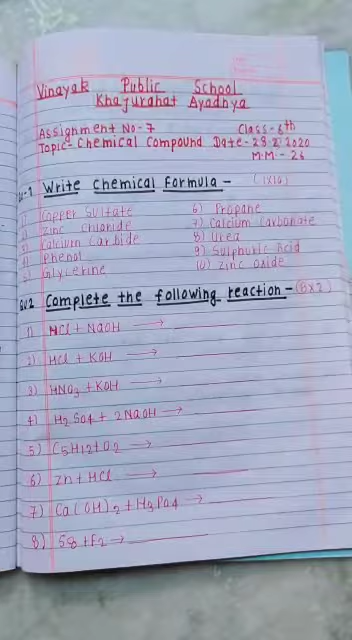 Vinayak Public School
Khajurahat Ayodhya
Assignment No-7 Class-6th
Topic-Chemical Compound Date-28.2.2020
M.M-26
Qu-1 Write Chemical Formula- (1x10)
1) Copper Sulfate 6) Propane
2) Zinc Chloride 7) Calcium Carbonate
3) Calcium Carbide 8) Urea
4) Phenol 9) Sulphuric Acid
5) Glycerine 10) Zinc Oxide
Qu2 Complete the following reaction-(8x2)
1) HCl + NaOH →
2) HCl + KOH →
3) HNO3 + KOH →
4) H2SO4 + 2NaOH →
5) C5H12+O2 →
6) Zn + HCl →
7) Ca(OH)2 + H3PO4 →
8) S8 + F2 →